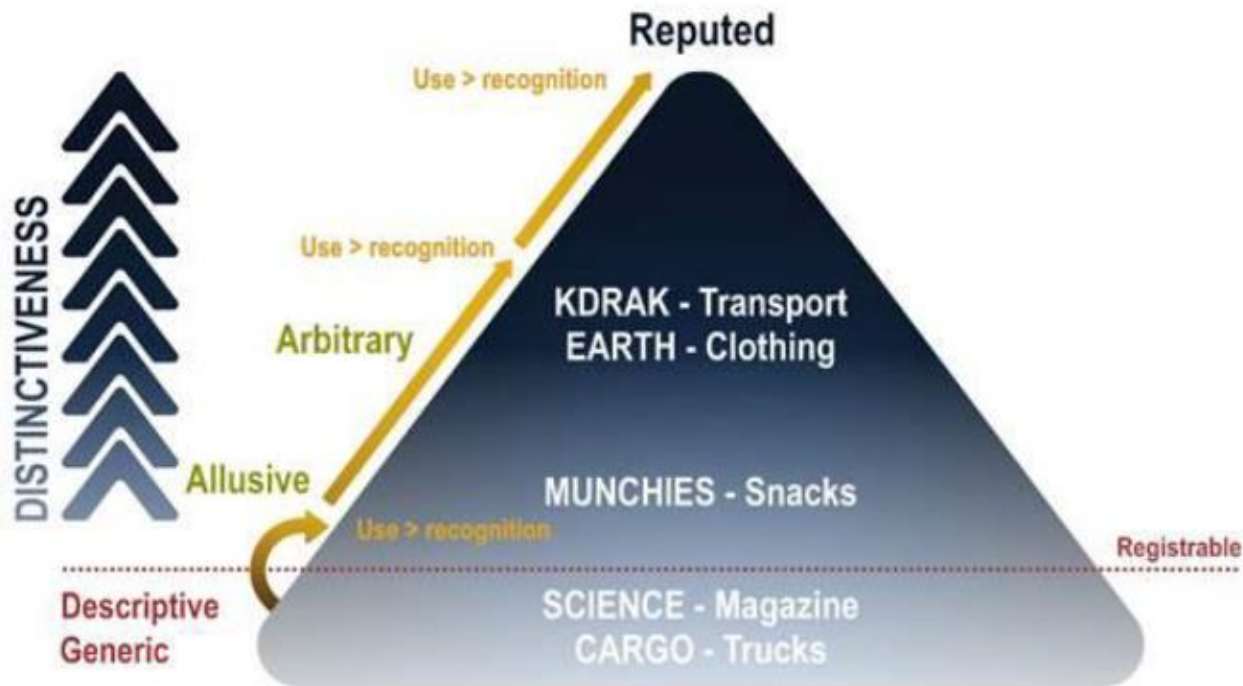 Reputed
Use > recognition
DISTINCTIVENESS
Use > recognition
KDRAK - Transport
Arbitrary
EARTH - Clothing
Allusive
MUNCHIES - Snacks
Use > recognition
Registrable
Descriptive
SCIENCE - Magazine
Generic
CARGO - Trucks